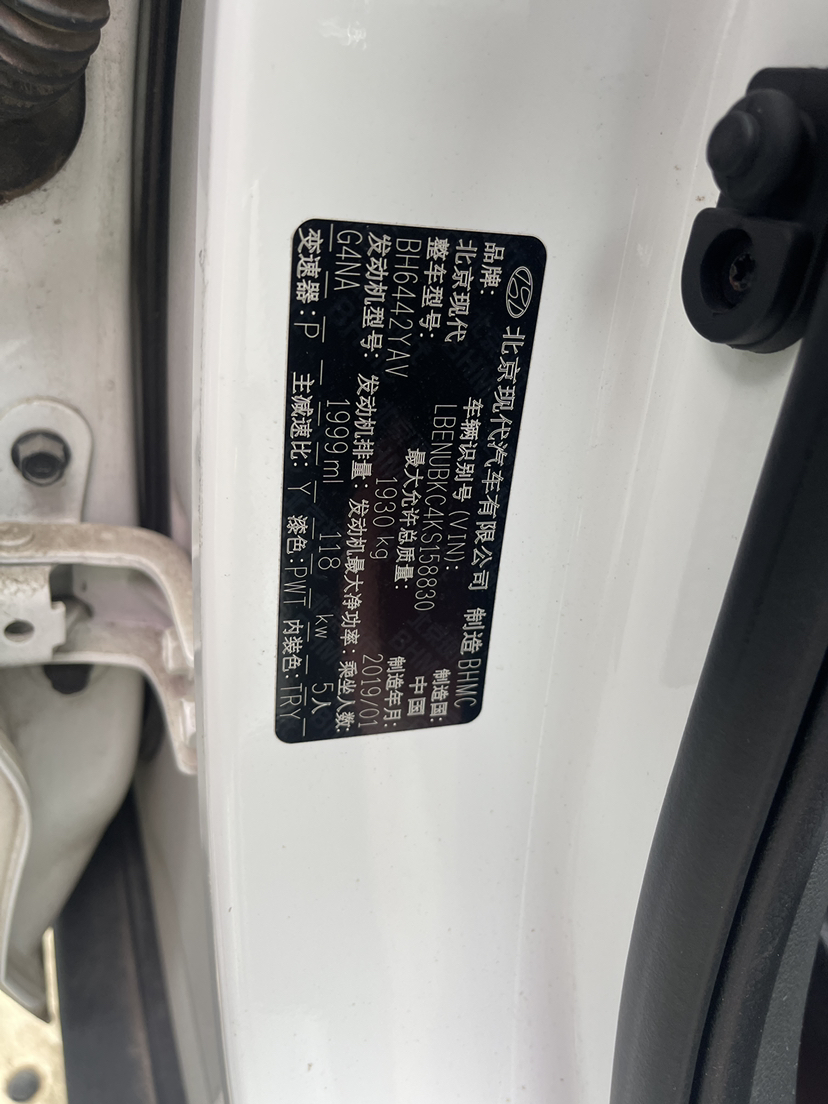 北京现代汽车有限公司 制造 BHMC
品牌: 车辆识别号(VIN): 制造国:
北京现代 LBENUBKC4KS158830 中国
整车型号: 最大允许总质量: 制造年月:
BH6442YAV 1930 kg 2019/01
发动机型号: 发动机排量: 发动机最大净功率: 乘坐人数:
G4NA 1999 ml 118 kw 5人
变速器:P 主减速比:Y 漆色:PWT 内装色:TRY